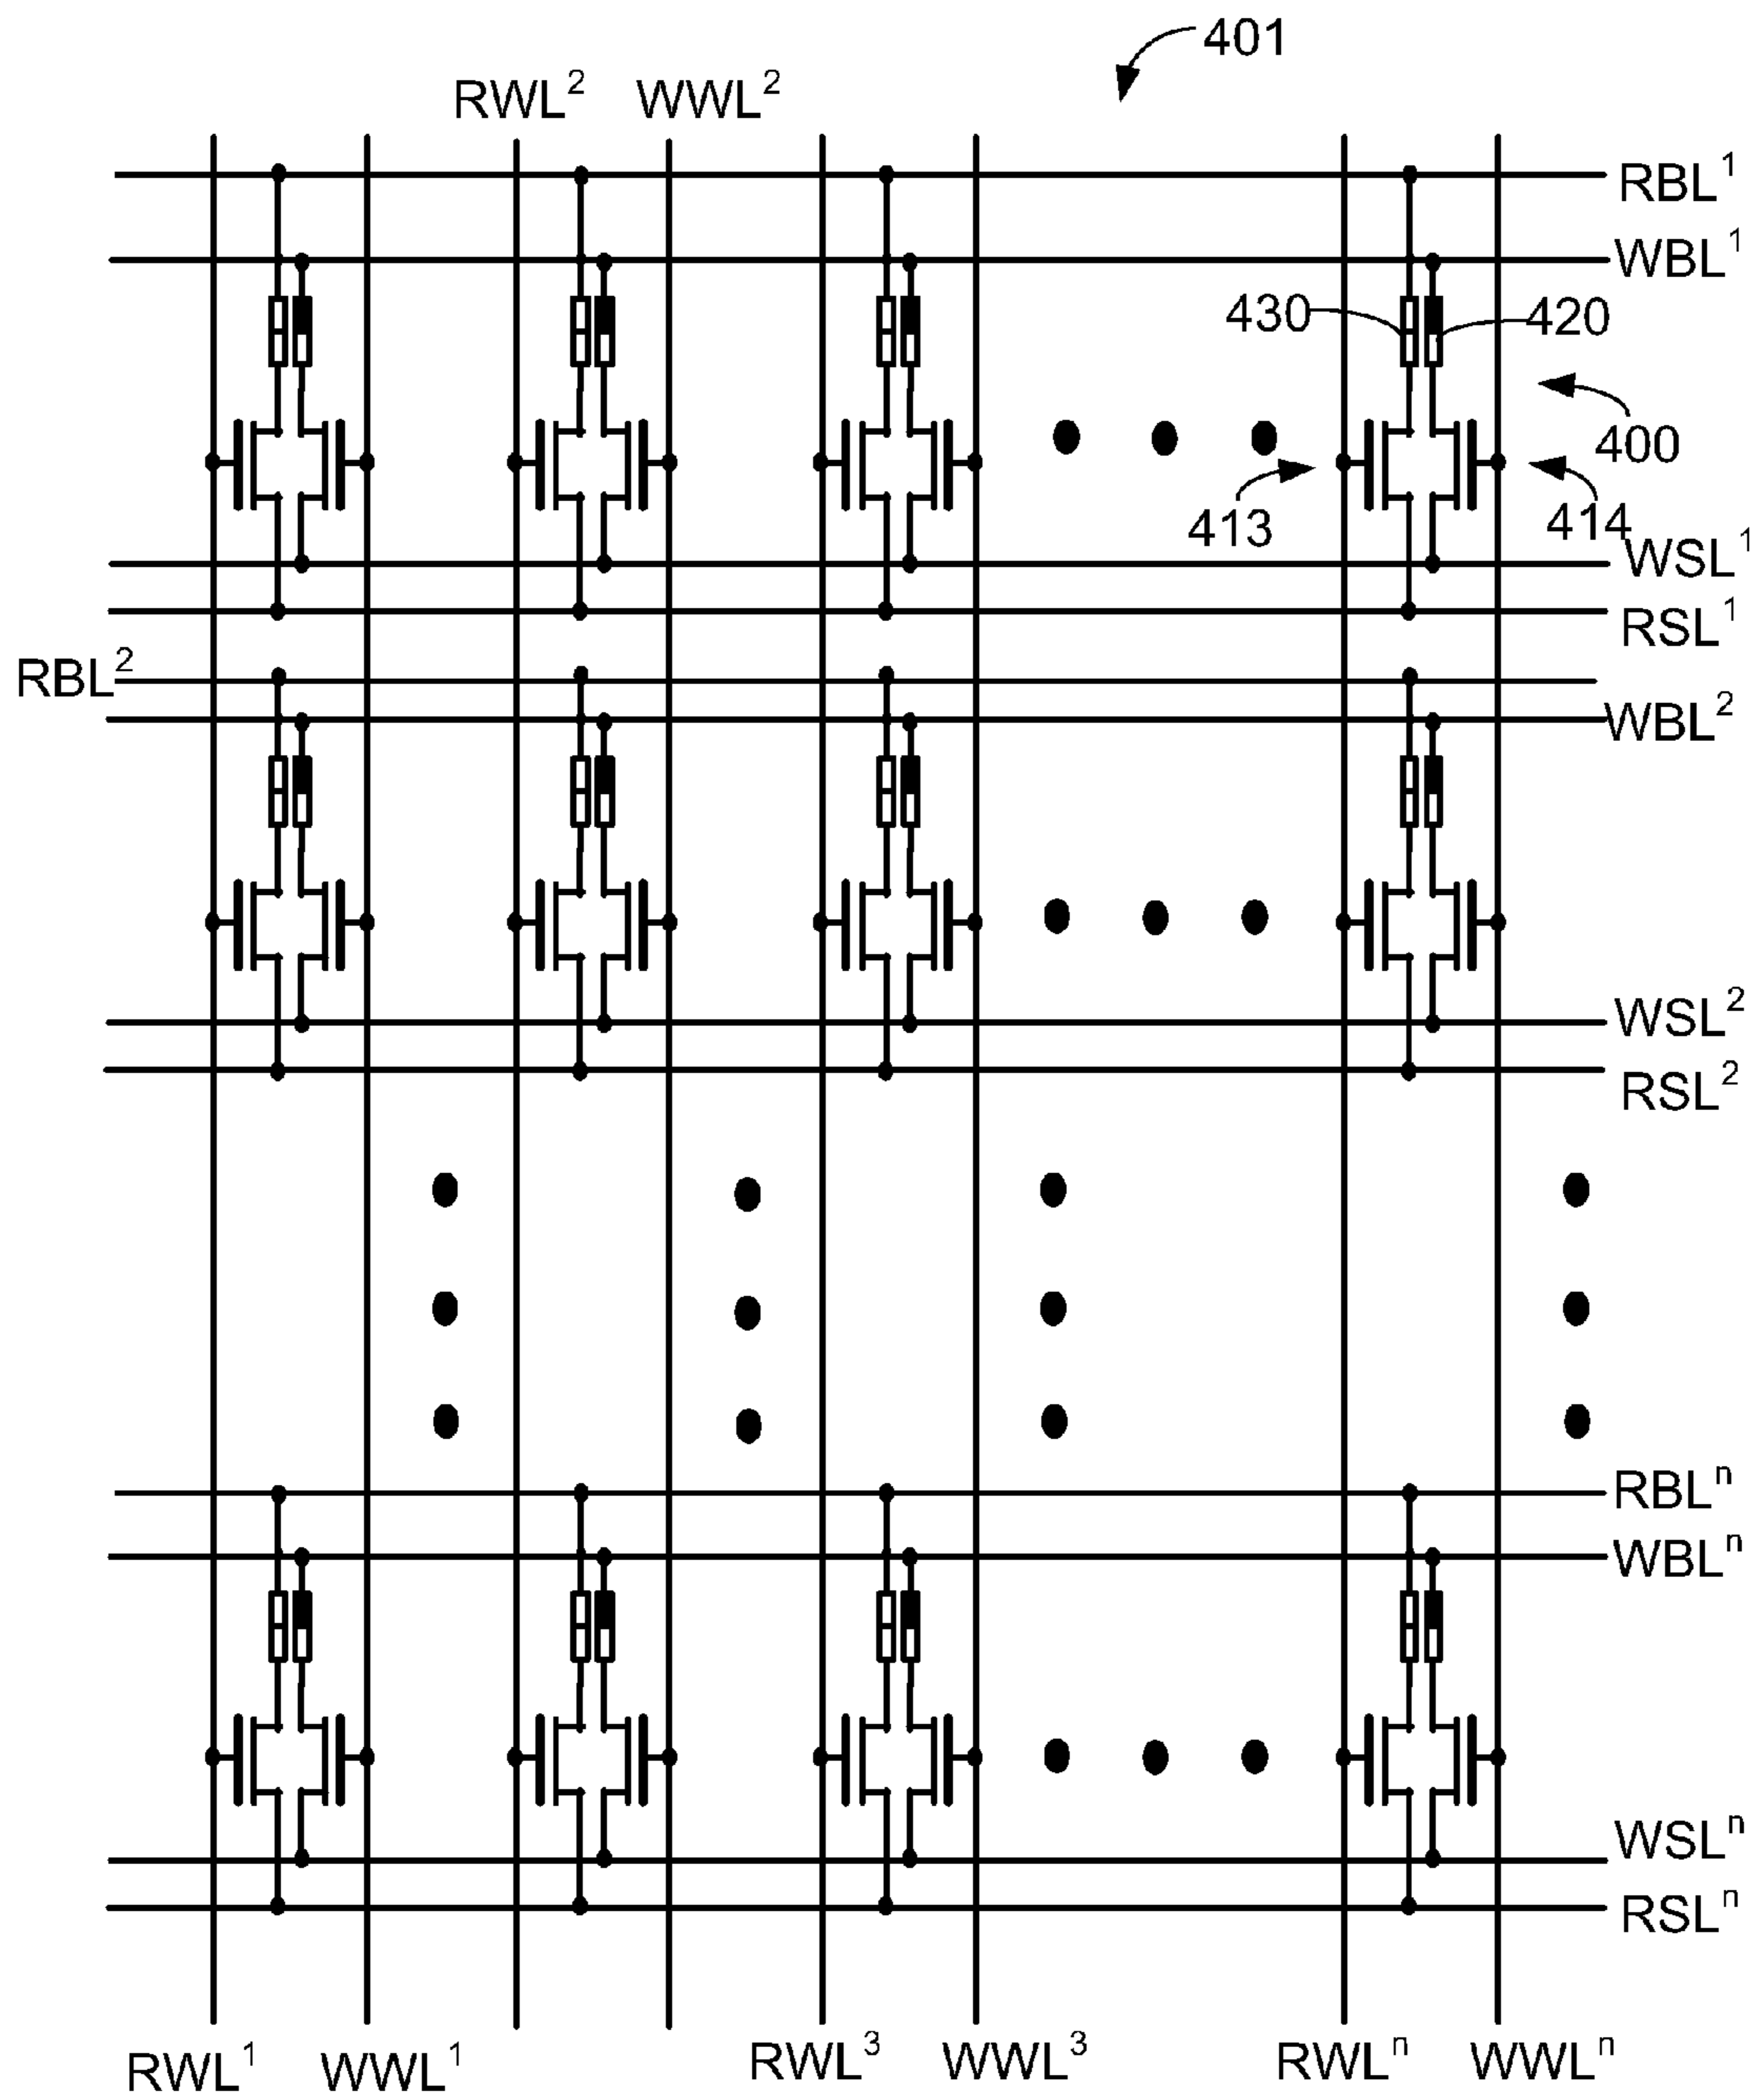 401
RWL² WWL²
RBL¹
WBL¹
430 420
400
413 414
WSL¹
RSL¹
RBL²
WBL²
WSL²
RSL²
RBLⁿ
WBLⁿ
WSLⁿ
RSLⁿ
RWL¹ WWL¹ RWL³ WWL³ RWLⁿ WWLⁿ